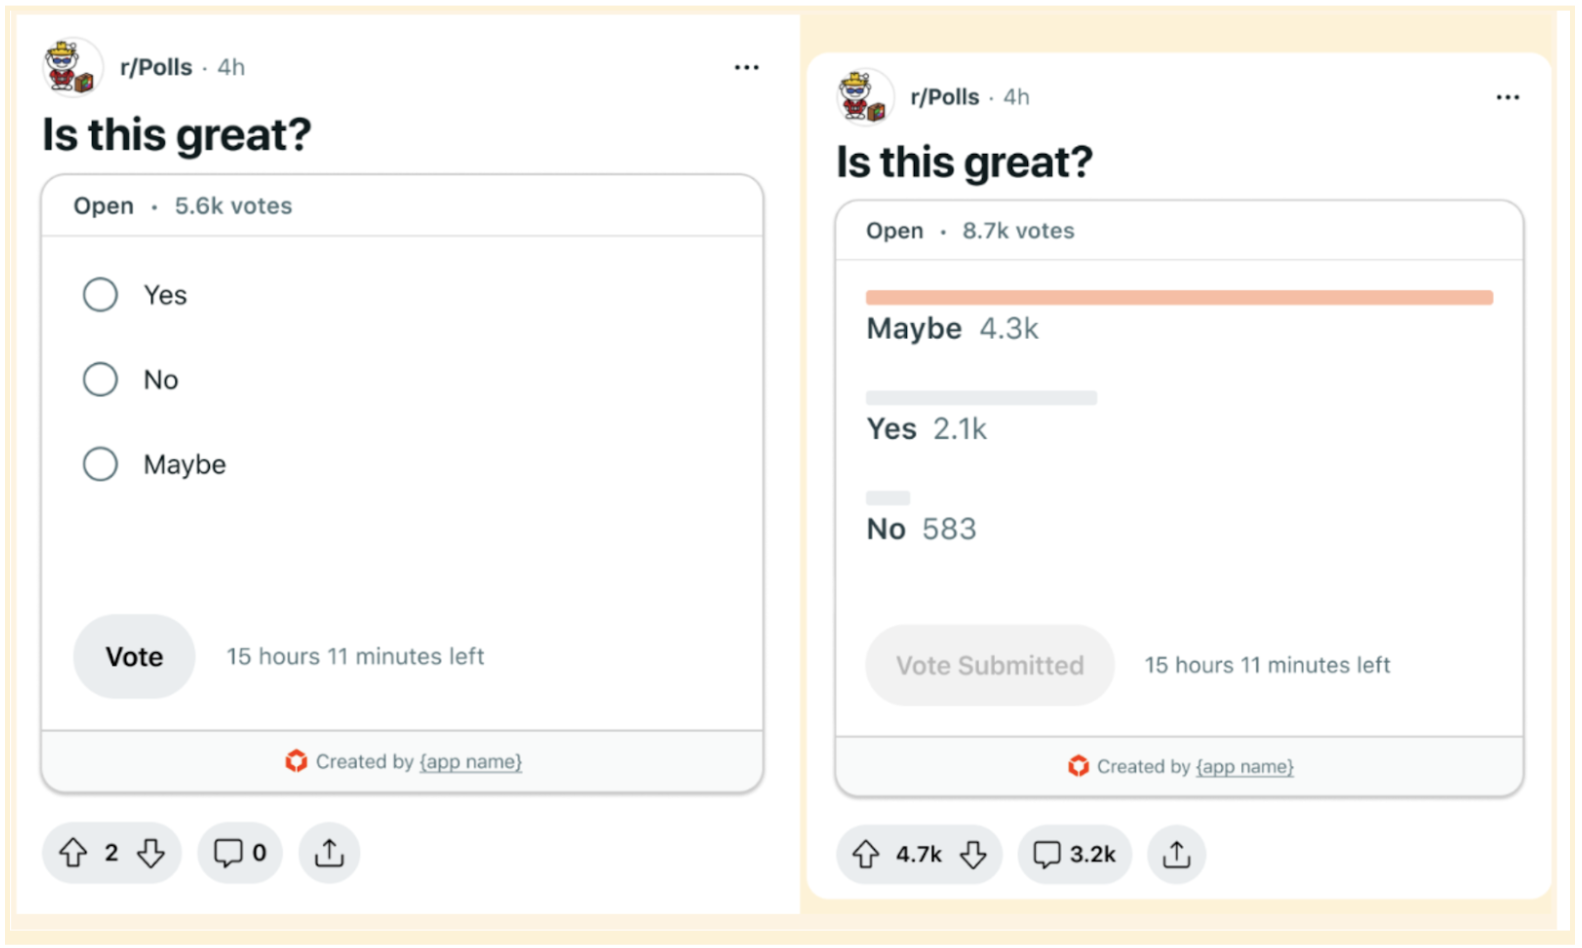 r/Polls · 4h
Is this great?
Open · 5.6k votes
Yes
No
Maybe
Vote 15 hours 11 minutes left
Created by {app name}
2 0
r/Polls · 4h
Is this great?
Open · 8.7k votes
Maybe 4.3k
Yes 2.1k
No 583
Vote Submitted 15 hours 11 minutes left
Created by {app name}
4.7k 3.2k